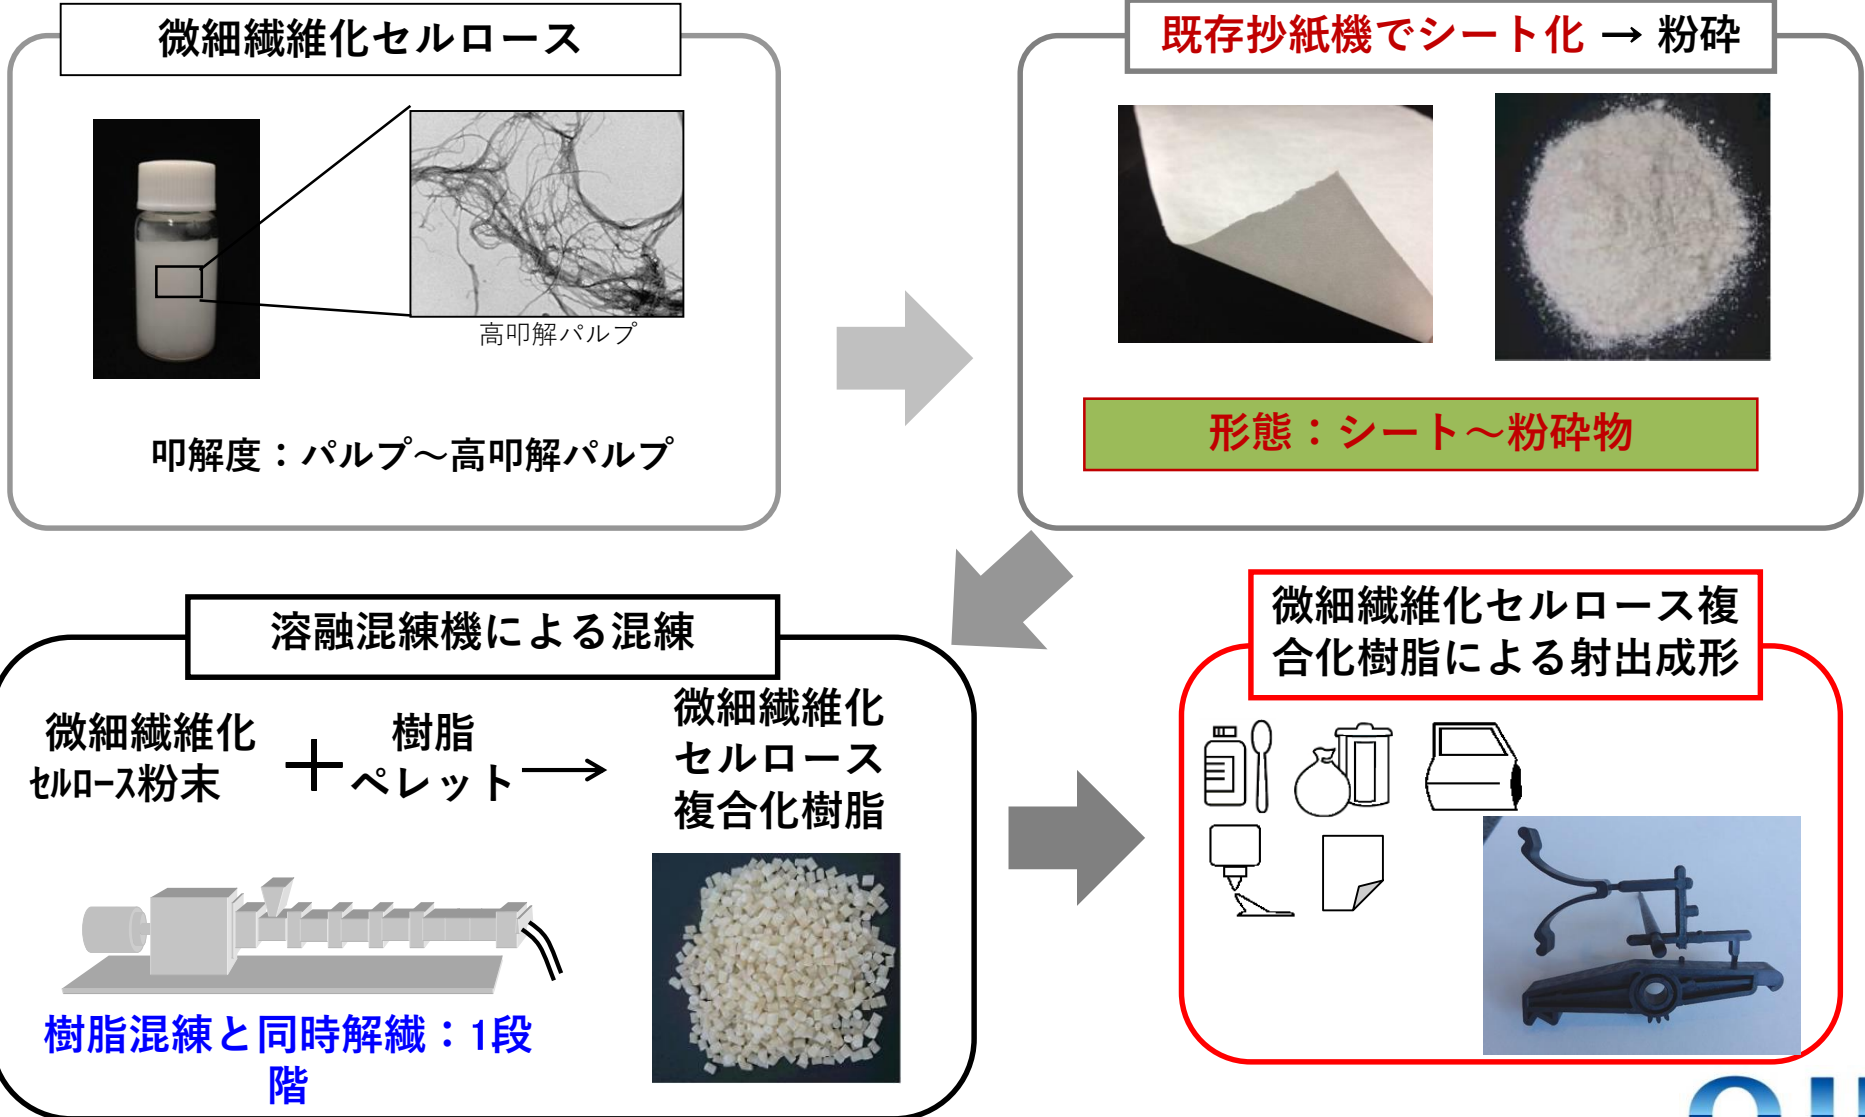 微細繊維化セルロース
高叩解パルプ
叩解度：パルプ～高叩解パルプ
既存抄紙機でシート化 → 粉砕
形態：シート～粉砕物
溶融混練機による混練
微細繊維化
ｾﾙﾛｰｽ粉末
＋
樹脂
ペレット
→
微細繊維化
セルロース
複合化樹脂
樹脂混練と同時解繊：1段
階
微細繊維化セルロース複
合化樹脂による射出成形